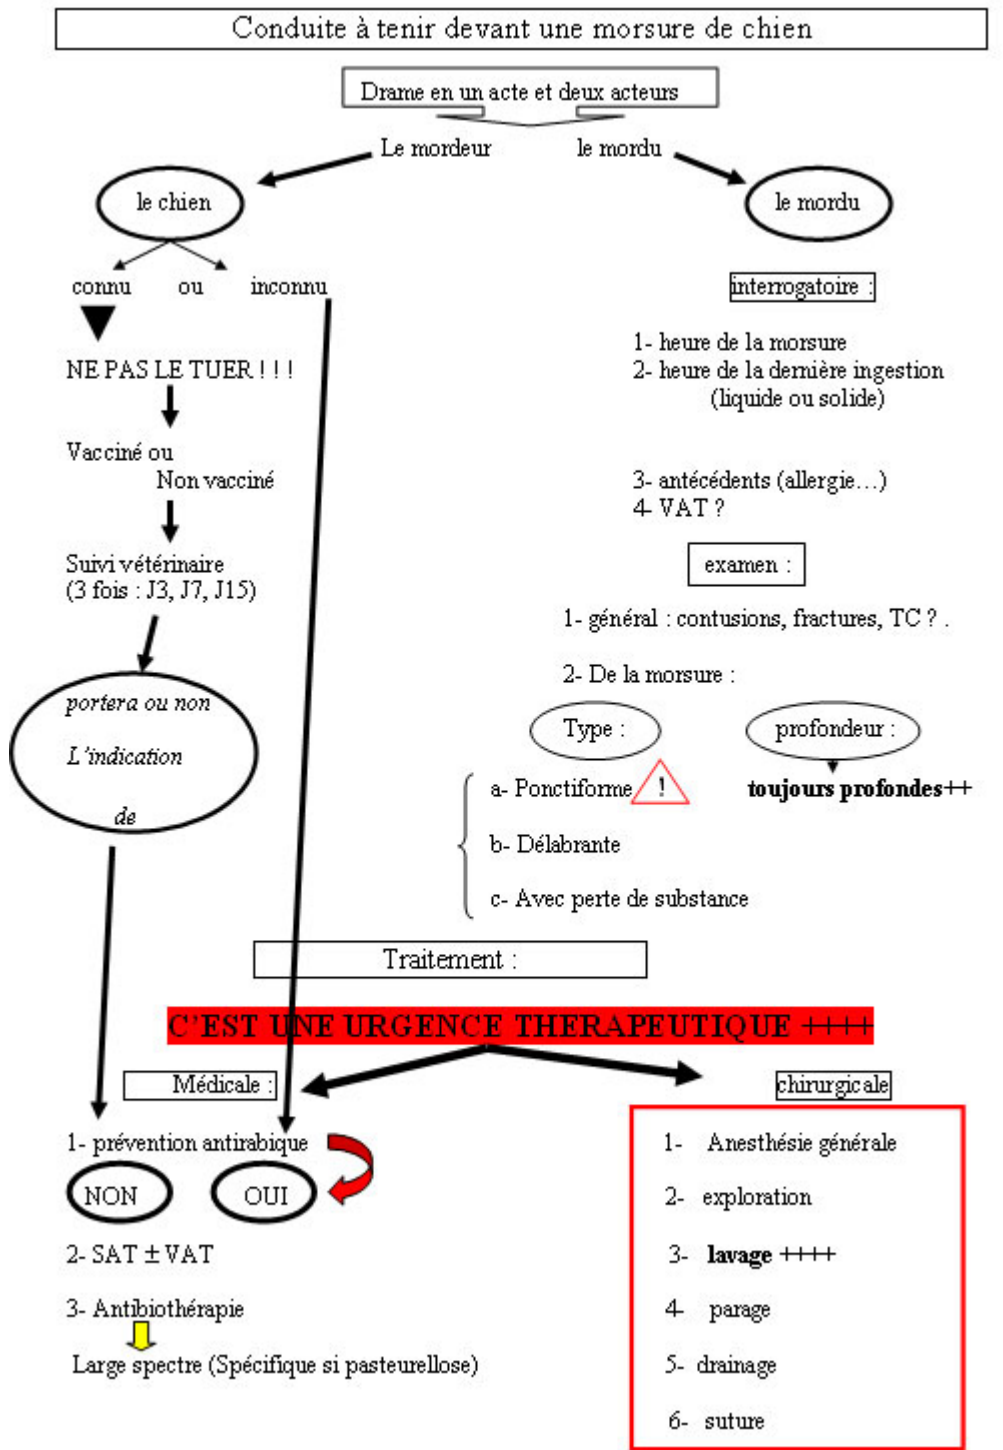 Conduite à tenir devant une morsure de chien
Drame en un acte et deux acteurs
Le mordeur le mordu
le chien
connu ou inconnu
NE PAS LE TUER ! ! !
Vacciné ou
Non vacciné
Suivi vétérinaire
(3 fois : J3, J7, J15)
portera ou non
L'indication
de
le mordu
interrogatoire :
1- heure de la morsure
2- heure de la dernière ingestion
(liquide ou solide)
3- antécédents (allergie…)
4- VAT ?
examen :
1- général : contusions, fractures, TC ? .
2- De la morsure :
Type :
a- Ponctiforme !
b- Délabrante
c- Avec perte de substance
profondeur :
toujours profondes++
Traitement :
C'EST UNE URGENCE THERAPEUTIQUE ++++
Médicale :
1- prévention antirabique
NON OUI
2- SAT ± VAT
3- Antibiothérapie
Large spectre (Spécifique si pasteurellose)
chirurgicale
1- Anesthésie générale
2- exploration
3- lavage ++++
4- parage
5- drainage
6- suture